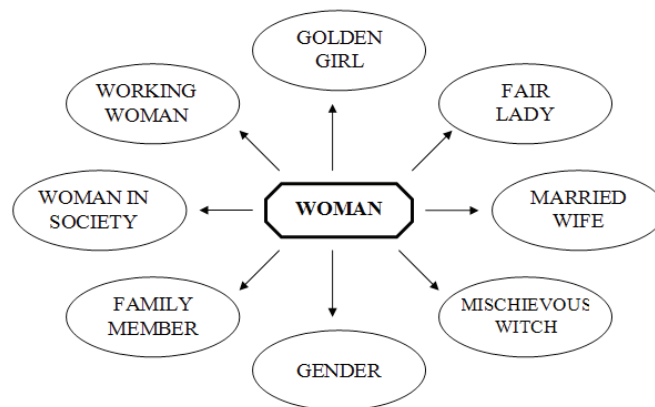 GOLDEN
GIRL
WORKING
WOMAN
FAIR
LADY
WOMAN IN
SOCIETY
WOMAN
MARRIED
WIFE
FAMILY
MEMBER
MISCHIEVOUS
WITCH
GENDER